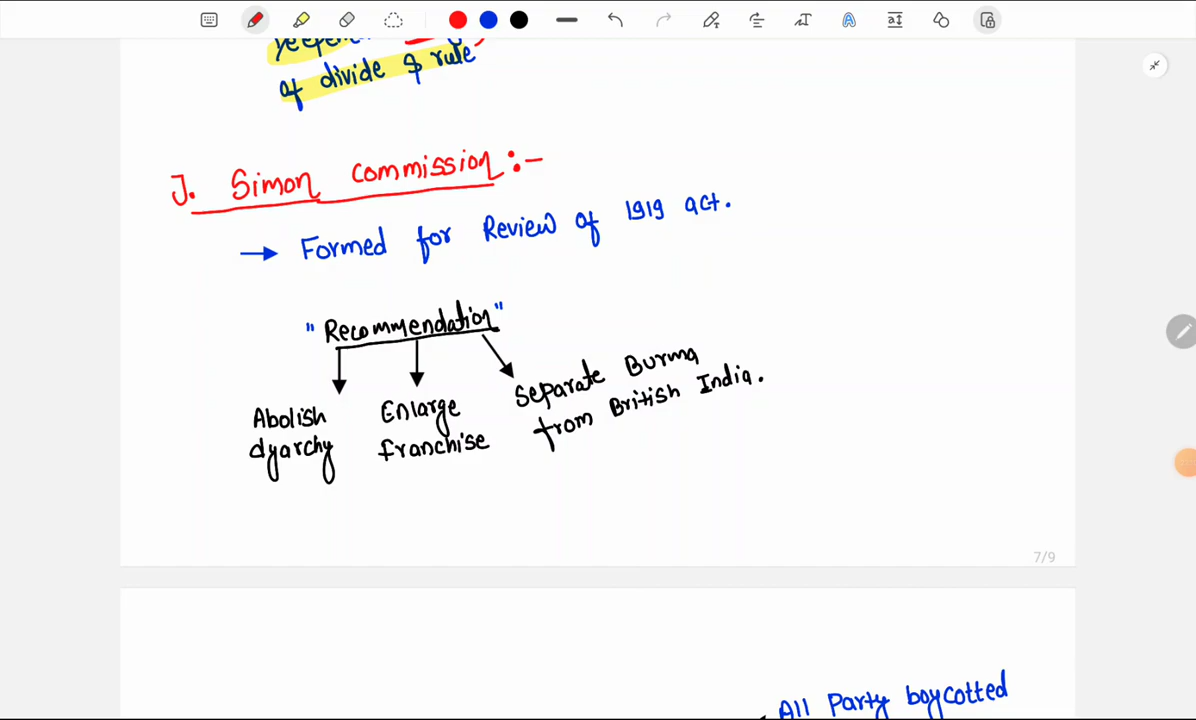 of divide & rule
J. Simon commission :-
→ Formed for Review of 1919 act.
"Recommendation"
Abolish dyarchy
Enlarge franchise
Separate Burma from British India.
7/9
All Party boycotted